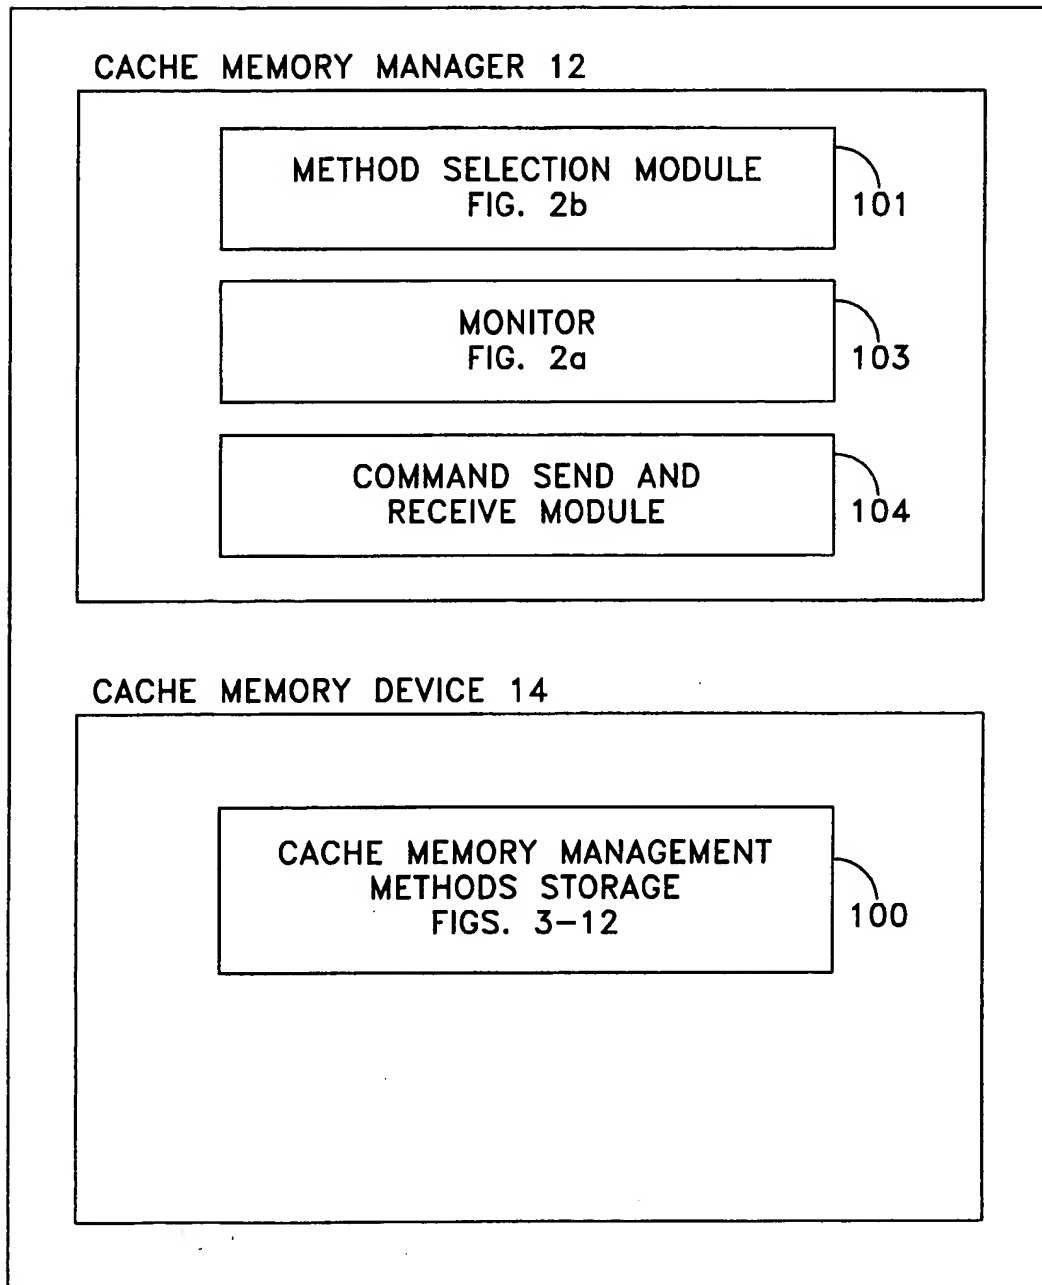 CACHE MEMORY MANAGER 12
METHOD SELECTION MODULE
FIG. 2b
101
MONITOR
FIG. 2a
103
COMMAND SEND AND
RECEIVE MODULE
104
CACHE MEMORY DEVICE 14
CACHE MEMORY MANAGEMENT
METHODS STORAGE
FIGS. 3-12
100